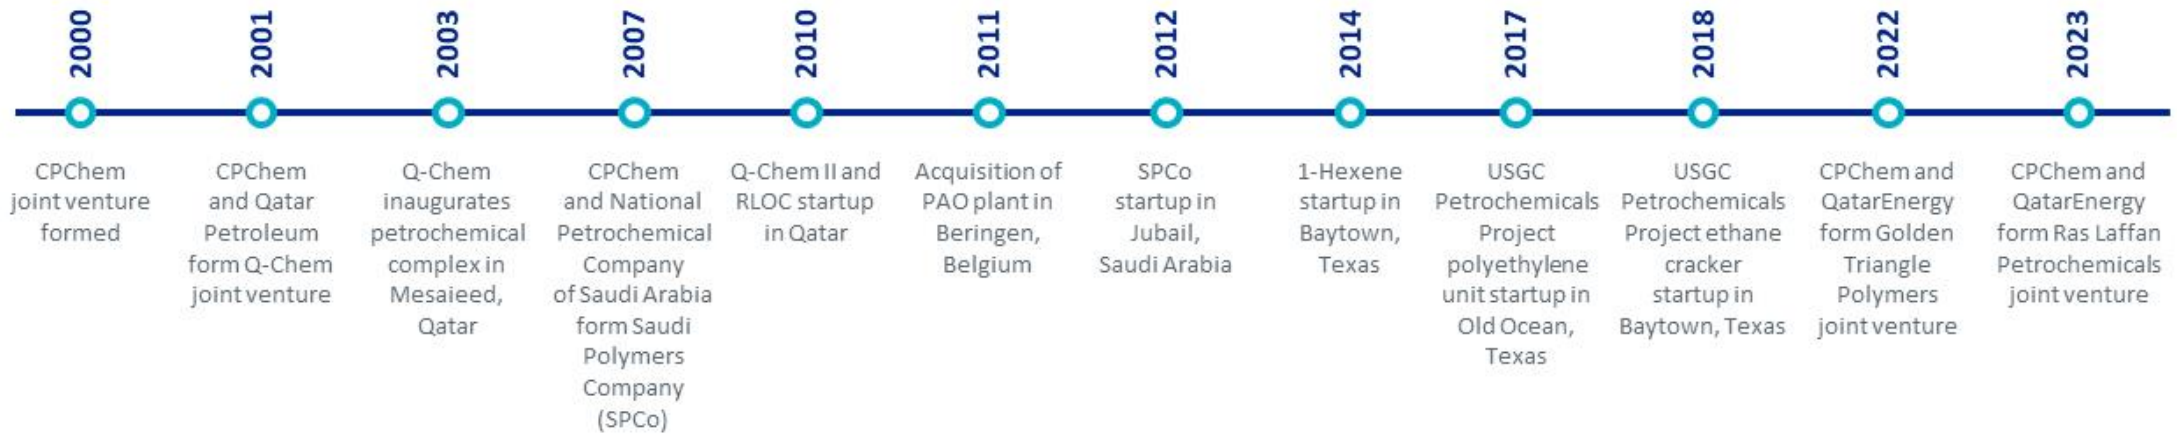 2000
CPChem
joint venture
formed
2001
CPChem
and Qatar
Petroleum
form Q-Chem
joint venture
2003
Q-Chem
inaugurates
petrochemical
complex in
Mesaieed,
Qatar
2007
CPChem
and National
Petrochemical
Company
of Saudi Arabia
form Saudi
Polymers
Company
(SPCo)
2010
Q-Chem II and
RLOC startup
in Qatar
2011
Acquisition of
PAO plant in
Beringen,
Belgium
2012
SPCo
startup in
Jubail,
Saudi Arabia
2014
1-Hexene
startup in
Baytown,
Texas
2017
USGC
Petrochemicals
Project
polyethylene
unit startup in
Old Ocean,
Texas
2018
USGC
Petrochemicals
Project ethane
cracker
startup in
Baytown, Texas
2022
CPChem and
QatarEnergy
form Golden
Triangle
Polymers
joint venture
2023
CPChem and
QatarEnergy
form Ras Laffan
Petrochemicals
joint venture